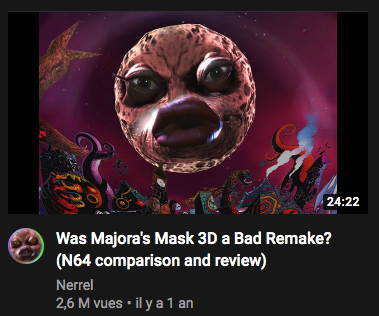 24:22
Was Majora's Mask 3D a Bad Remake?
(N64 comparison and review)
Nerrel
2,6 M vues • il y a 1 an